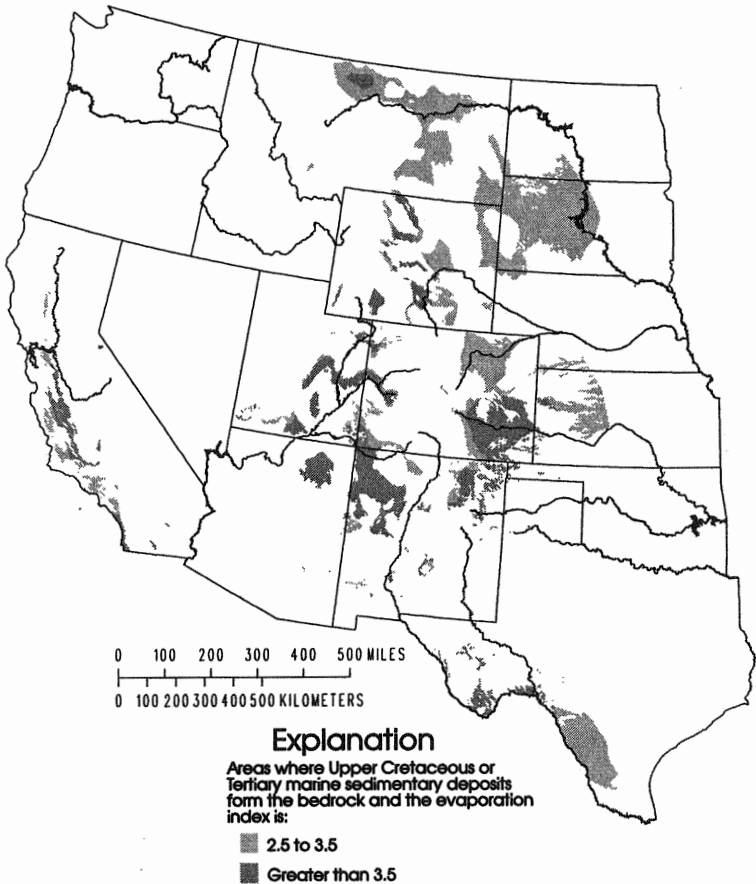 0 100 200 300 400 500 MILES
0 100 200 300 400 500 KILOMETERS
Explanation
Areas where Upper Cretaceous or
Tertiary marine sedimentary deposits
form the bedrock and the evaporation
index is:
2.5 to 3.5
Greater than 3.5